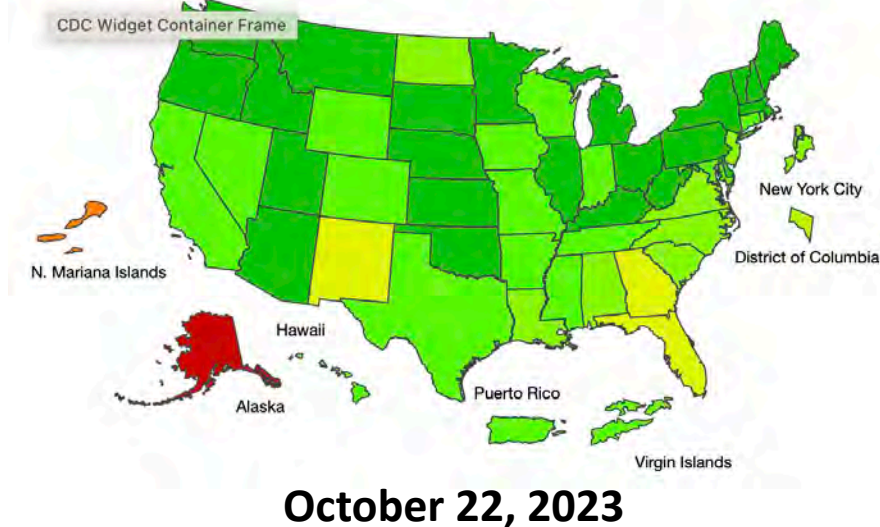 CDC Widget Container Frame
New York City
District of Columbia
N. Mariana Islands
Hawaii
Alaska
Puerto Rico
Virgin Islands
October 22, 2023